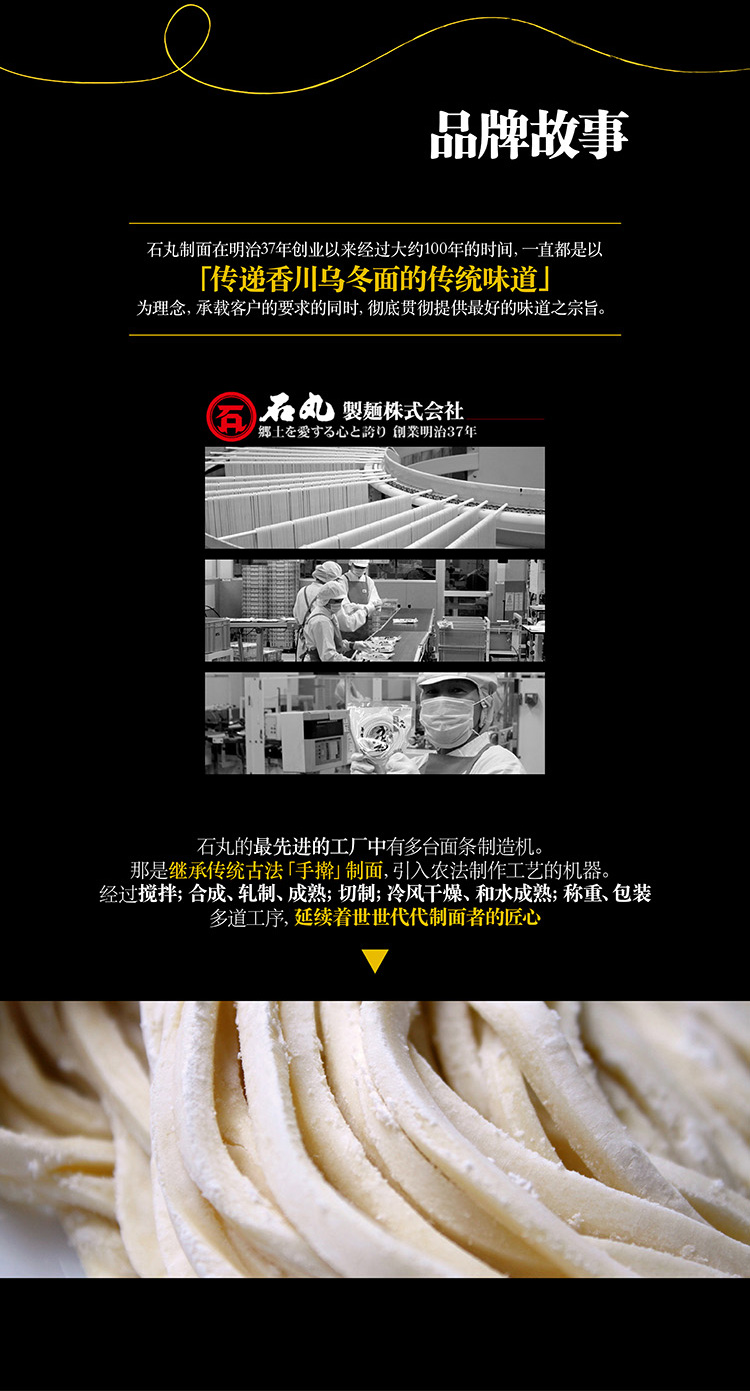 品牌故事
石丸制面在明治37年创业以来经过大约100年的时间, 一直都是以
「传递香川乌冬面的传统味道」
为理念, 承载客户的要求的同时, 彻底贯彻提供最好的味道之宗旨。
石丸 製麺株式会社
郷土を愛する心と誇り 創業明治37年
石丸的最先进的工厂中有多台面条制造机。
那是继承传统古法「手擀」制面, 引入农法制作工艺的机器。
经过搅拌; 合成、轧制、成熟; 切制; 冷风干燥、和水成熟; 称重、包装
多道工序, 延续着世世代代制面者的匠心